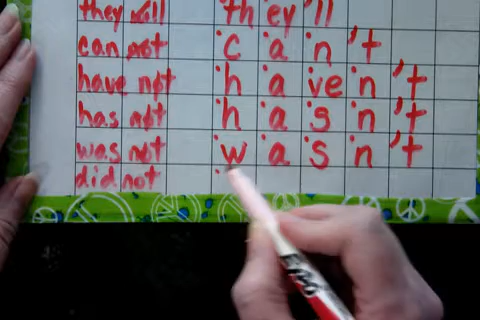 they will they'll
can not can't
have not haven't
has not hasn't
was not wasn't
did not